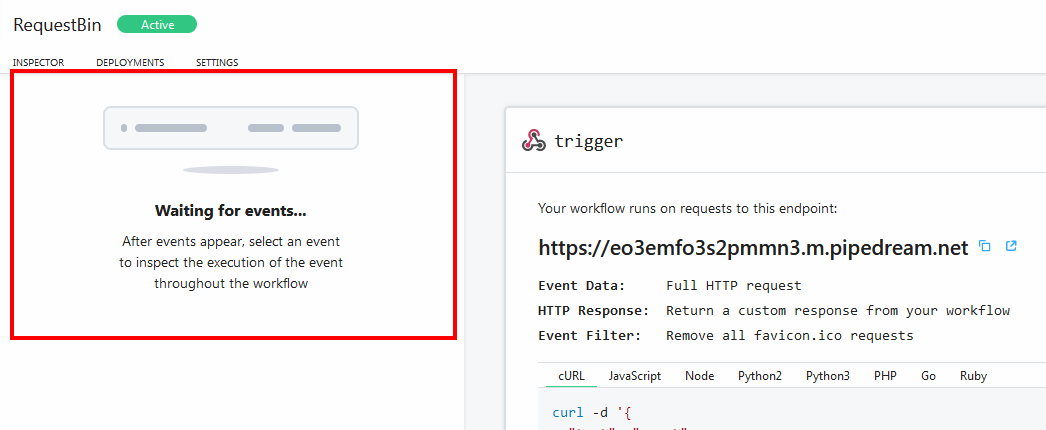 RequestBin Active
INSPECTOR DEPLOYMENTS SETTINGS
Waiting for events...
After events appear, select an event
to inspect the execution of the event
throughout the workflow
trigger
Your workflow runs on requests to this endpoint:
https://eo3emfo3s2pmmn3.m.pipedream.net
Event Data: Full HTTP request
HTTP Response: Return a custom response from your workflow
Event Filter: Remove all favicon.ico requests
cURL JavaScript Node Python2 Python3 PHP Go Ruby
curl -d '{